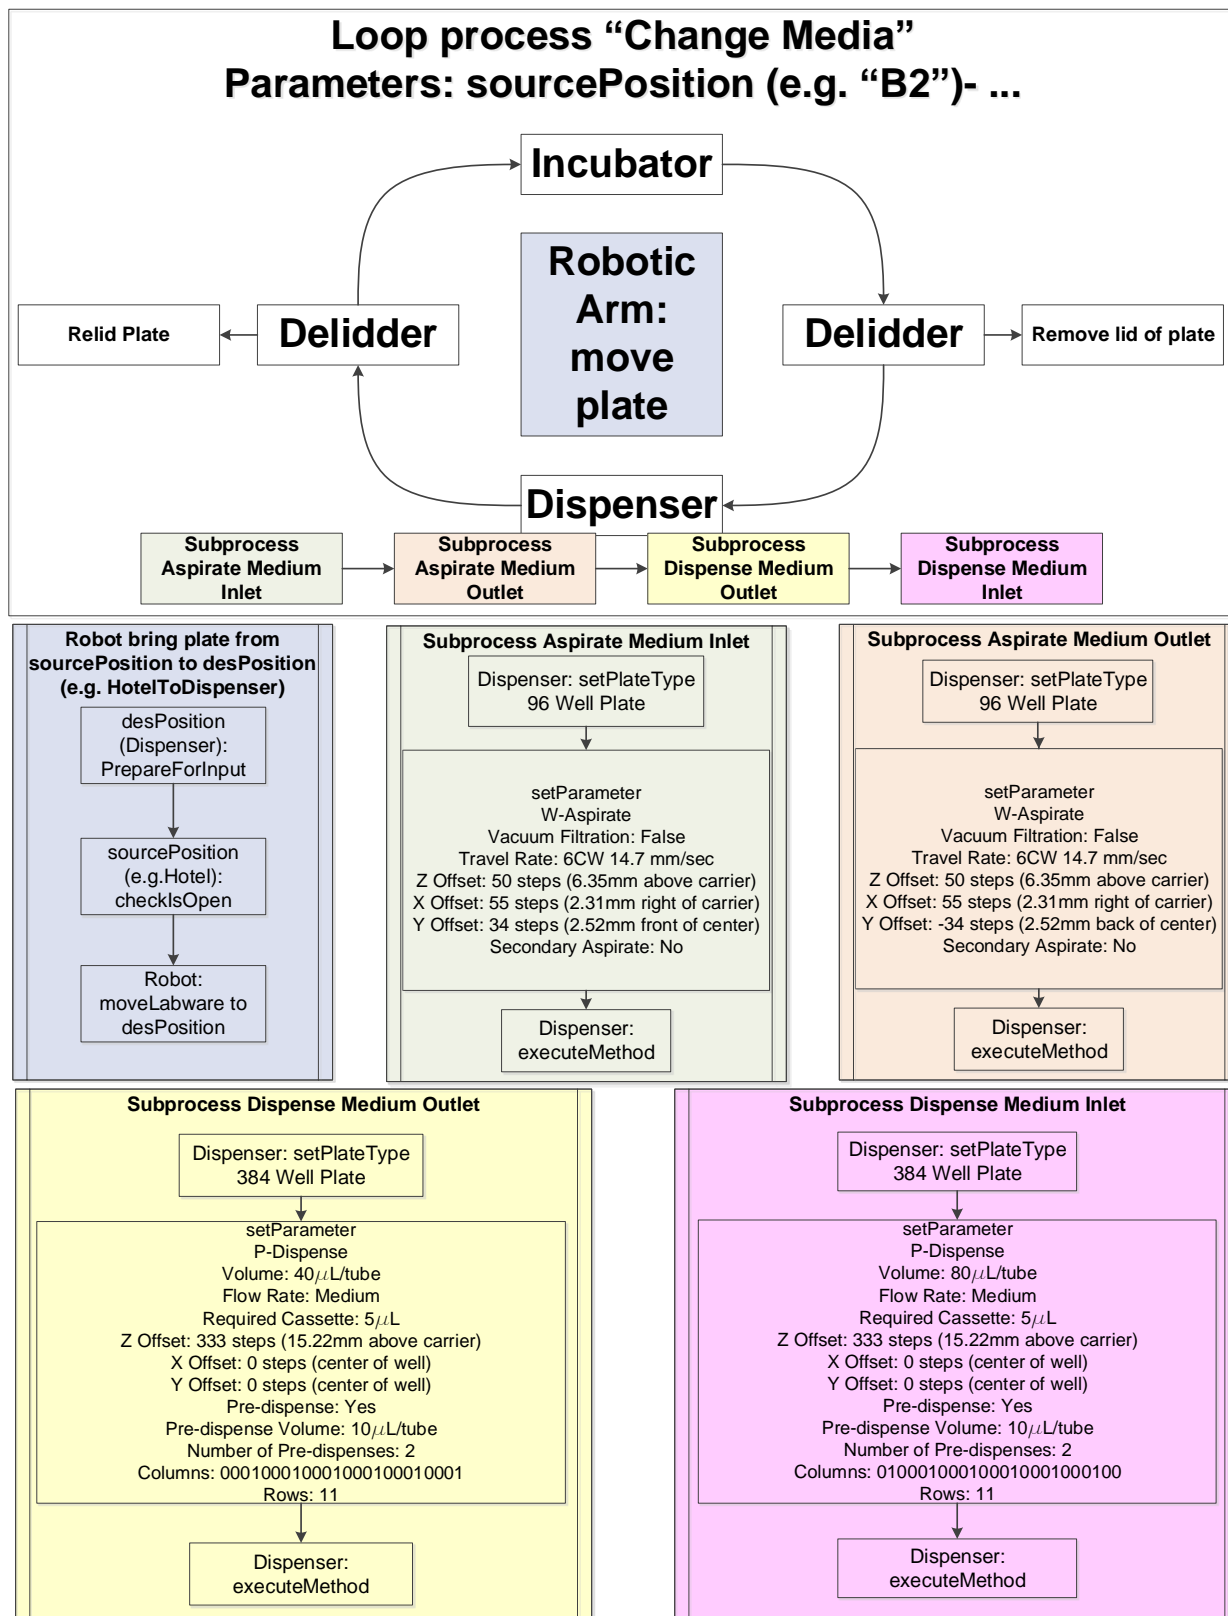 Loop process “Change Media”
Parameters: sourcePosition (e.g. “B2”)- ...
Incubator
Robotic
Arm:
move
plate
Relid Plate
Delidder
Delidder
Remove lid of plate
Dispenser
Subprocess
Aspirate Medium
Inlet
Subprocess
Aspirate Medium
Outlet
Subprocess
Dispense Medium
Outlet
Subprocess
Dispense Medium
Inlet
Robot bring plate from
sourcePosition to desPosition
(e.g. HotelToDispenser)
desPosition
(Dispenser):
PrepareForInput
sourcePosition
(e.g.Hotel):
checkIsOpen
Robot:
moveLabware to
desPosition
Subprocess Aspirate Medium Inlet
Dispenser: setPlateType
96 Well Plate
setParameter
W-Aspirate
Vacuum Filtration: False
Travel Rate: 6CW 14.7 mm/sec
Z Offset: 50 steps (6.35mm above carrier)
X Offset: 55 steps (2.31mm right of carrier)
Y Offset: 34 steps (2.52mm front of center)
Secondary Aspirate: No
Dispenser:
executeMethod
Subprocess Aspirate Medium Outlet
Dispenser: setPlateType
96 Well Plate
setParameter
W-Aspirate
Vacuum Filtration: False
Travel Rate: 6CW 14.7 mm/sec
Z Offset: 50 steps (6.35mm above carrier)
X Offset: 55 steps (2.31mm right of carrier)
Y Offset: -34 steps (2.52mm back of center)
Secondary Aspirate: No
Dispenser:
executeMethod
Subprocess Dispense Medium Outlet
Dispenser: setPlateType
384 Well Plate
setParameter
P-Dispense
Volume: 40μL/tube
Flow Rate: Medium
Required Cassette: 5μL
Z Offset: 333 steps (15.22mm above carrier)
X Offset: 0 steps (center of well)
Y Offset: 0 steps (center of well)
Pre-dispense: Yes
Pre-dispense Volume: 10μL/tube
Number of Pre-dispenses: 2
Columns: 000100010001000100010001
Rows: 11
Dispenser:
executeMethod
Subprocess Dispense Medium Inlet
Dispenser: setPlateType
384 Well Plate
setParameter
P-Dispense
Volume: 80μL/tube
Flow Rate: Medium
Required Cassette: 5μL
Z Offset: 333 steps (15.22mm above carrier)
X Offset: 0 steps (center of well)
Y Offset: 0 steps (center of well)
Pre-dispense: Yes
Pre-dispense Volume: 10μL/tube
Number of Pre-dispenses: 2
Columns: 010001000100010001000100
Rows: 11
Dispenser:
executeMethod